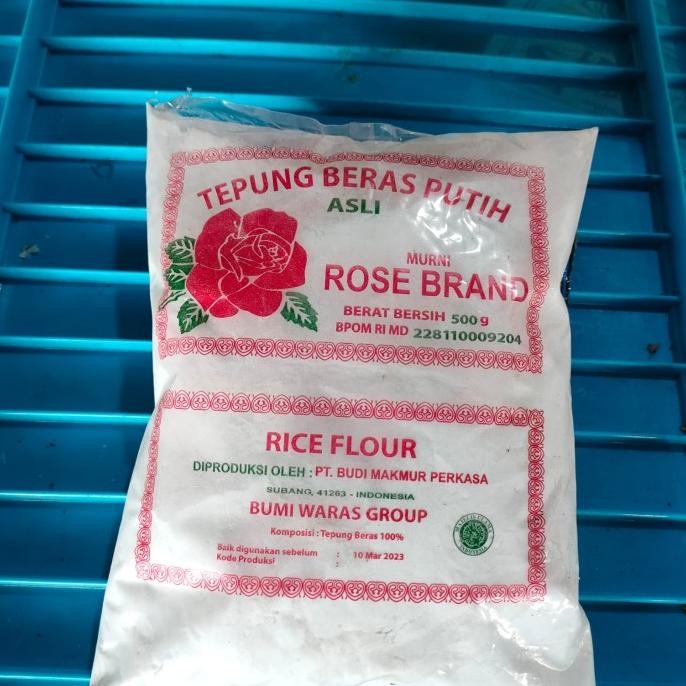 TEPUNG BERAS PUTIH
ASLI
MURNI
ROSE BRAND
BERAT BERSIH 500 g
BPOM RI MD 228110009204
RICE FLOUR
DIPRODUKSI OLEH : PT. BUDI MAKMUR PERKASA
SUBANG, 41263 - INDONESIA
BUMI WARAS GROUP
Komposisi : Tepung Beras 100%
Baik digunakan sebelum : 10 Mar 2023
Kode Produksi :